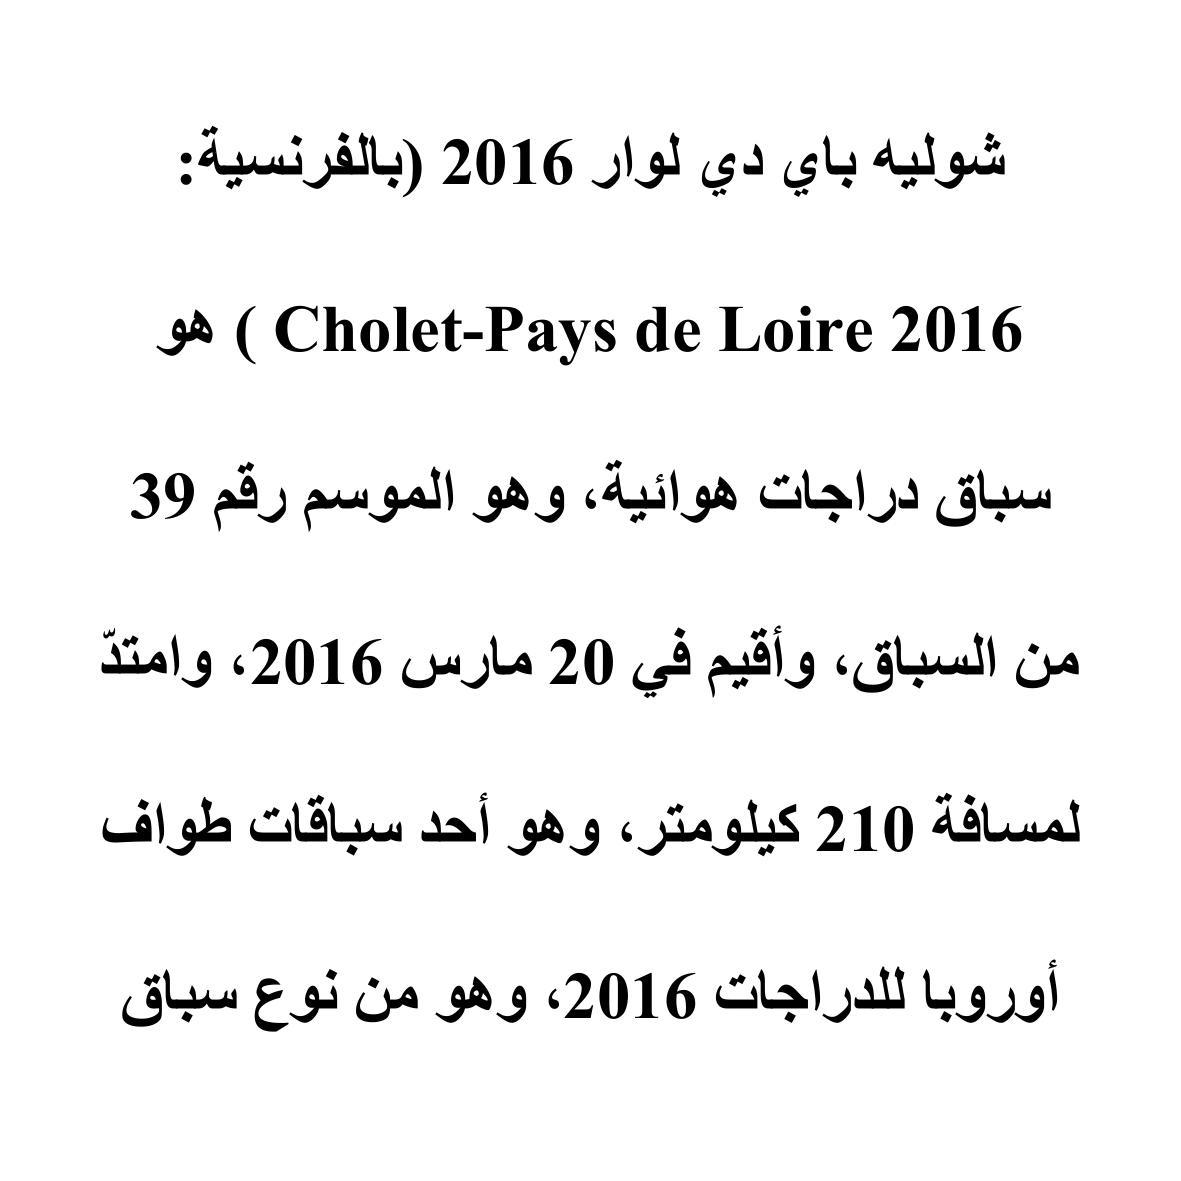 شوليه باي دي لوار 2016 (بالفرنسية:
Cholet-Pays de Loire 2016 ) هو
سباق دراجات هوائية، وهو الموسم رقم 39
من السباق، وأقيم في 20 مارس 2016، وامتدّ
لمسافة 210 كيلومتر، وهو أحد سباقات طواف
أوروبا للدراجات 2016، وهو من نوع سباق